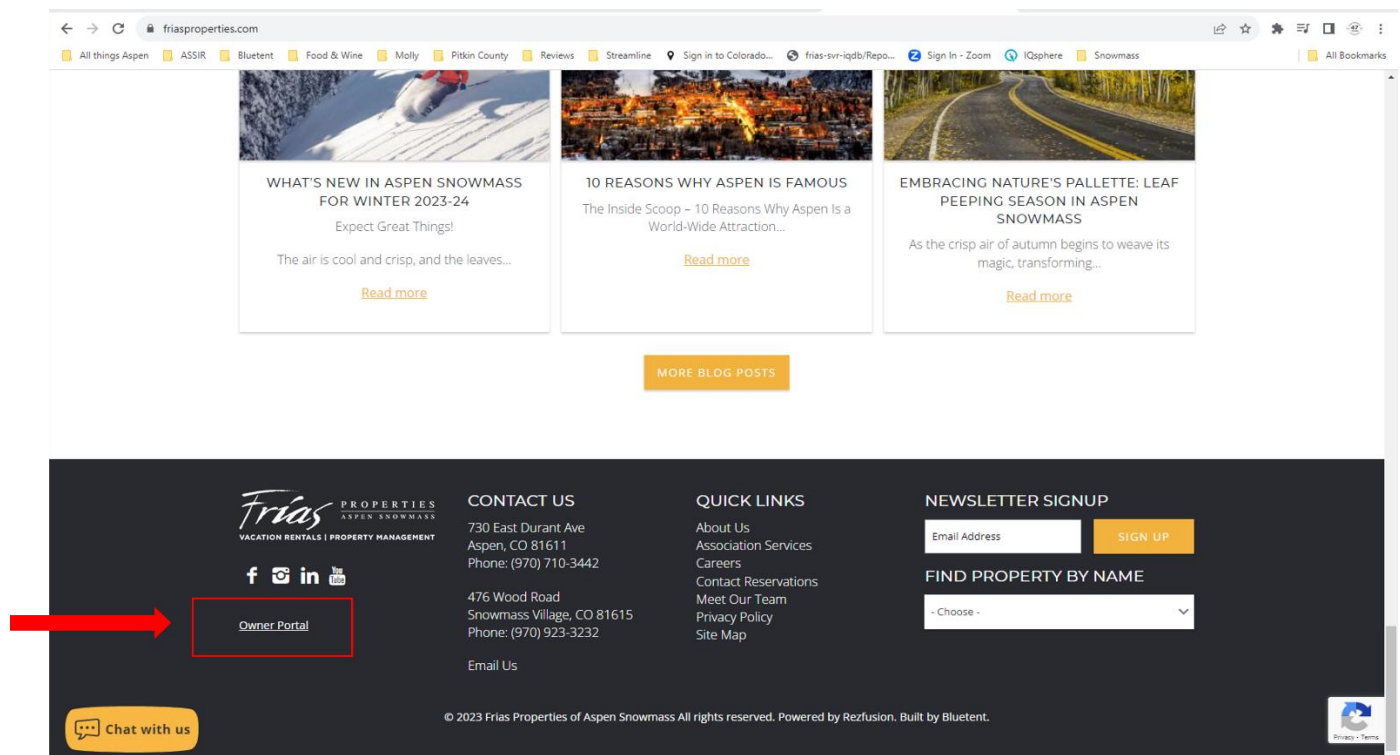 friasproperties.com
All things Aspen
ASSIR
Bluetent
Food & Wine
Molly
Pitkin County
Reviews
Streamline
Sign in to Colorado...
frias-svr-iqdb/Repo...
Sign In - Zoom
IQsphere
Snowmass
All Bookmarks
WHAT'S NEW IN ASPEN SNOWMASS
FOR WINTER 2023-24
Expect Great Things!
The air is cool and crisp, and the leaves...
Read more
10 REASONS WHY ASPEN IS FAMOUS
The Inside Scoop – 10 Reasons Why Aspen Is a
World-Wide Attraction...
Read more
EMBRACING NATURE'S PALLETTE: LEAF
PEEPING SEASON IN ASPEN
SNOWMASS
As the crisp air of autumn begins to weave its
magic, transforming...
Read more
MORE BLOG POSTS
Frías PROPERTIES
ASPEN SNOWMASS
VACATION RENTALS | PROPERTY MANAGEMENT
f in You Tube
Owner Portal
CONTACT US
730 East Durant Ave
Aspen, CO 81611
Phone: (970) 710-3442
476 Wood Road
Snowmass Village, CO 81615
Phone: (970) 923-3232
Email Us
QUICK LINKS
About Us
Association Services
Careers
Contact Reservations
Meet Our Team
Privacy Policy
Site Map
NEWSLETTER SIGNUP
Email Address
SIGN UP
FIND PROPERTY BY NAME
- Choose -
Chat with us
© 2023 Frias Properties of Aspen Snowmass All rights reserved. Powered by Rezfusion. Built by Bluetent.
Privacy - Terms